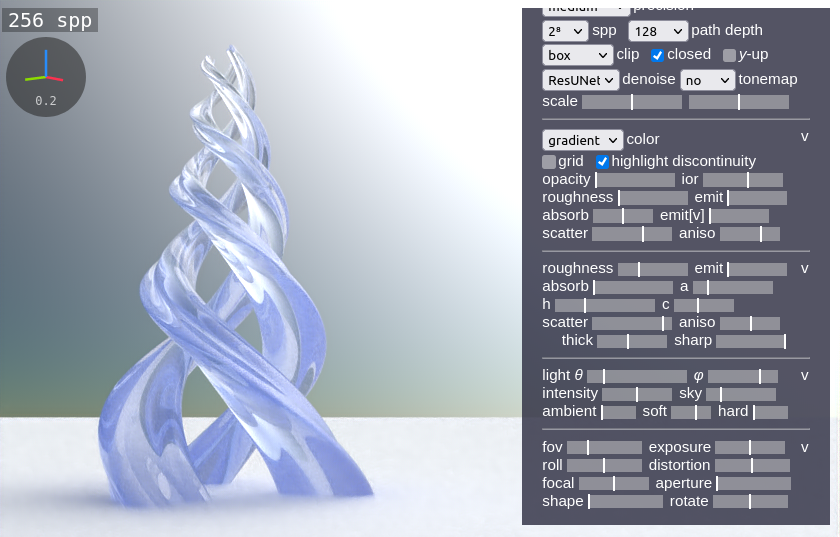 256 spp
0.2
medium precision
2⁸ spp 128 path depth
box clip closed y-up
ResUNet denoise no tonemap
scale
gradient color v
grid highlight discontinuity
opacity ior
roughness emit
absorb emit[v]
scatter aniso
roughness emit v
absorb a
h c
scatter aniso
thick sharp
light θ φ v
intensity sky
ambient soft hard
fov exposure v
roll distortion
focal aperture
shape rotate